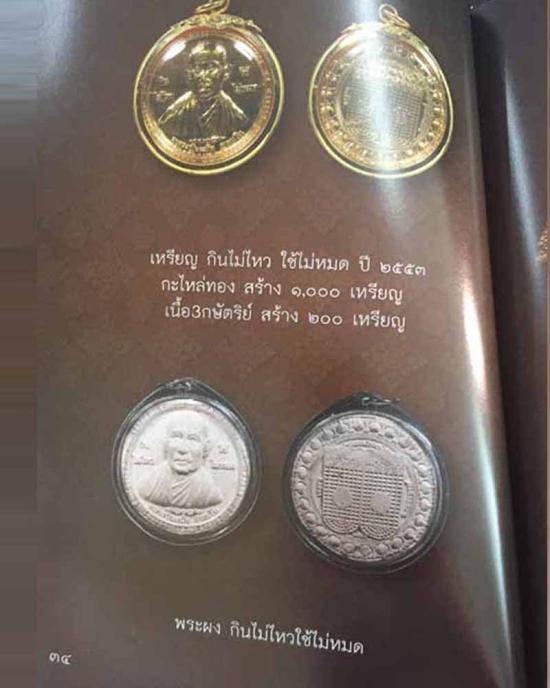 เหรียญ กินไม่ไหว ใช้ไม่หมด ปี ๒๕๕๓
กะไหล่ทอง สร้าง ๑,๐๐๐ เหรียญ
เนื้อ3กษัตริย์ สร้าง ๒๐๐ เหรียญ
พระผง กินไม่ไหวใช้ไม่หมด
๓๔